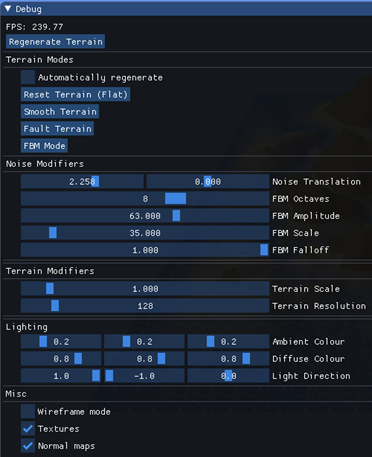 Debug
FPS: 239.77
Regenerate Terrain
Terrain Modes
Automatically regenerate
Reset Terrain (Flat)
Smooth Terrain
Fault Terrain
FBM Mode
Noise Modifiers
2.258 0.000 Noise Translation
8 FBM Octaves
63.000 FBM Amplitude
35.000 FBM Scale
1.000 FBM Falloff
Terrain Modifiers
1.000 Terrain Scale
128 Terrain Resolution
Lighting
0.2 0.2 0.2 Ambient Colour
0.8 0.8 0.8 Diffuse Colour
1.0 -1.0 0.0 Light Direction
Misc
Wireframe mode
Textures
Normal maps